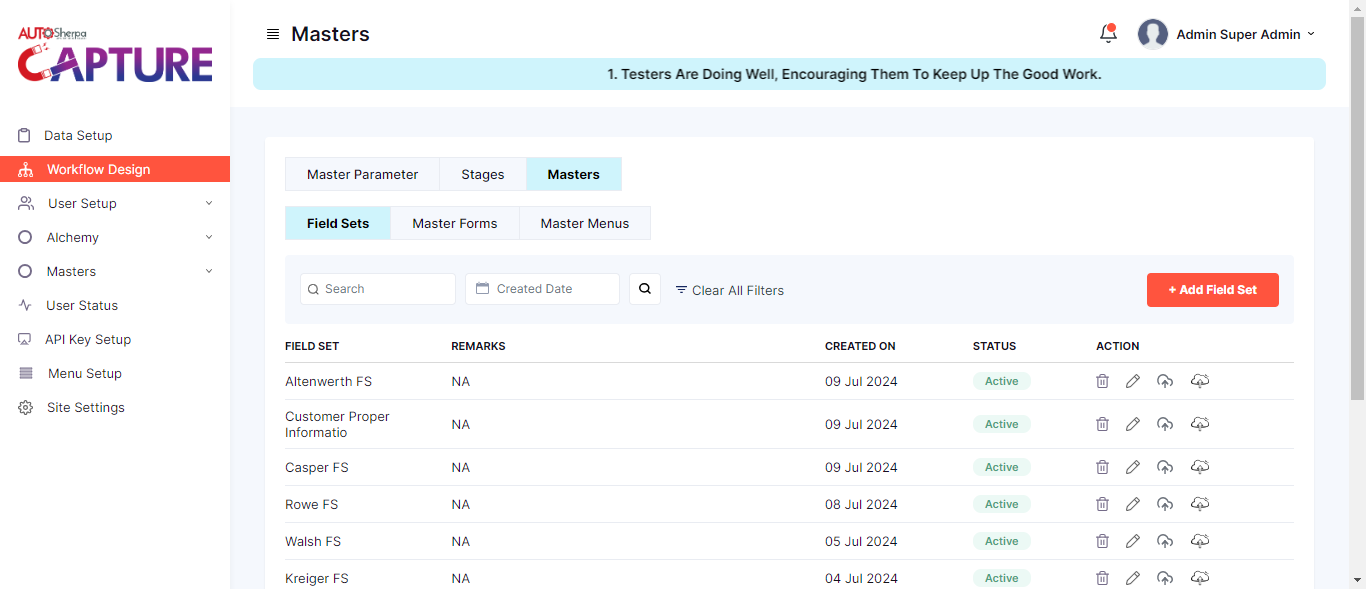 AUTOSherpa
CAPTURE
Masters
Admin Super Admin
1. Testers Are Doing Well, Encouraging Them To Keep Up The Good Work.
Data Setup
Workflow Design
User Setup
Alchemy
Masters
User Status
API Key Setup
Menu Setup
Site Settings
Master Parameter Stages Masters
Field Sets Master Forms Master Menus
Search Created Date Clear All Filters + Add Field Set
FIELD SET REMARKS CREATED ON STATUS ACTION
Altenwerth FS NA 09 Jul 2024 Active
Customer Proper
Informatio NA 09 Jul 2024 Active
Casper FS NA 09 Jul 2024 Active
Rowe FS NA 08 Jul 2024 Active
Walsh FS NA 05 Jul 2024 Active
Kreiger FS NA 04 Jul 2024 Active